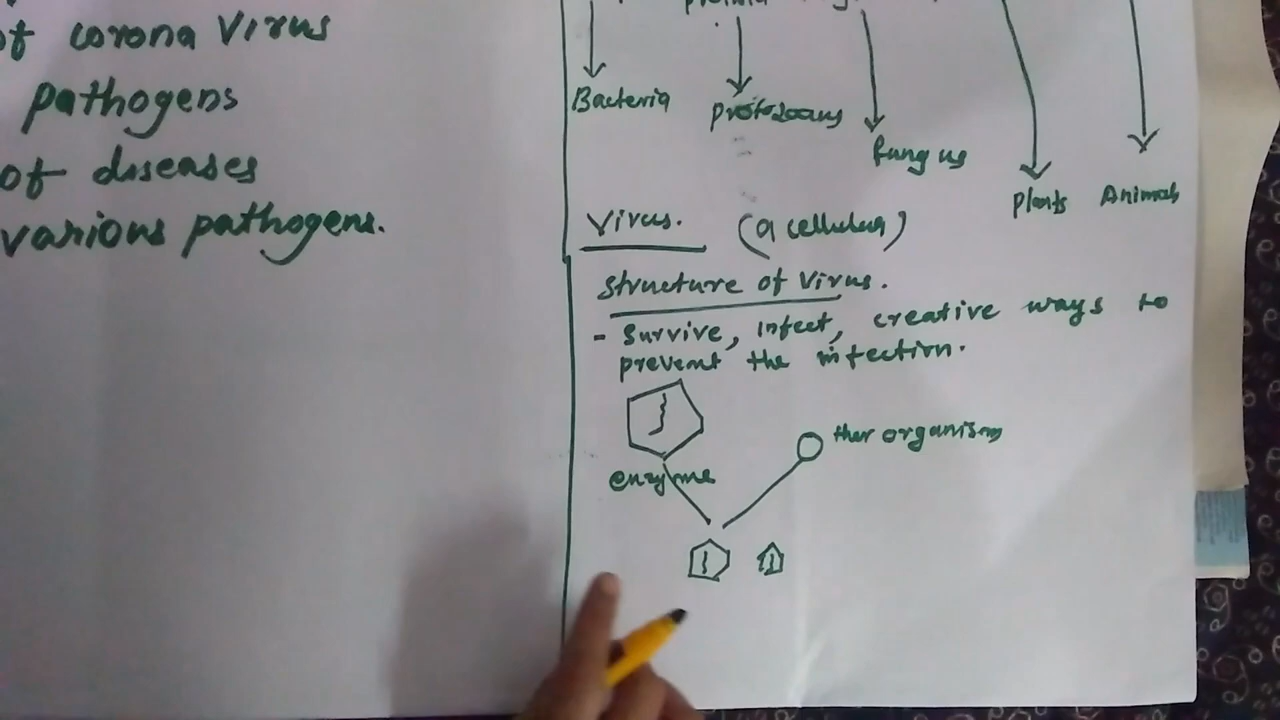 of corona Virus
pathogens
of diseases
various pathogens.
Bacteria
protozoans
fungus
plants
Animals
Virus. (a cellular)
structure of Virus.
- Survive, infect, creative ways to
prevent the infection.
ther organism
enzyme